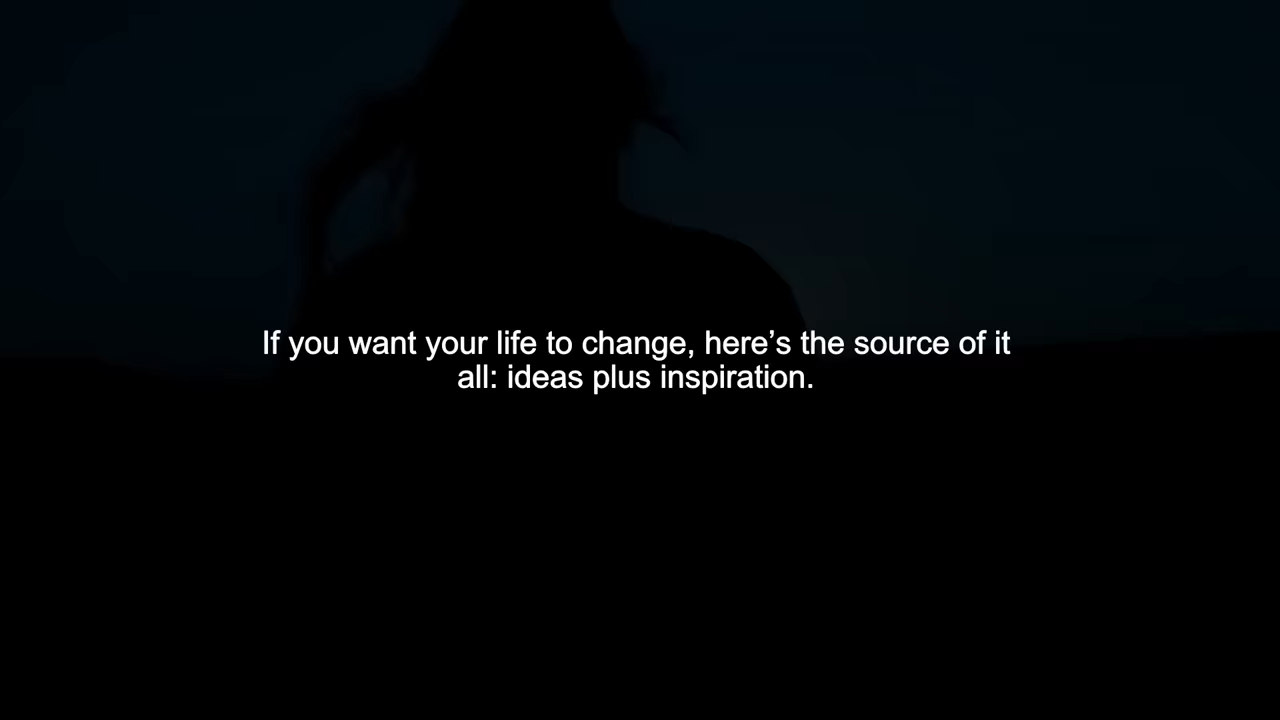 If you want your life to change, here’s the source of it
all: ideas plus inspiration.